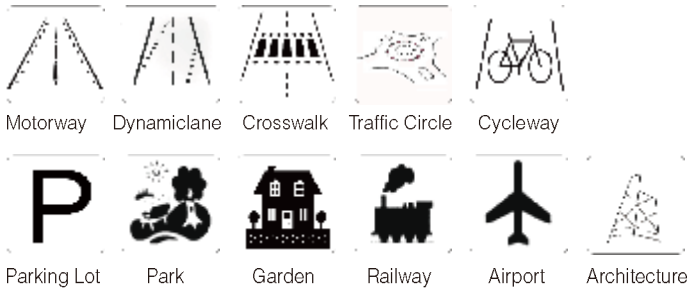 Motorway Dynamiclane Crosswalk Traffic Circle Cycleway
P
Parking Lot Park Garden Railway Airport Architecture